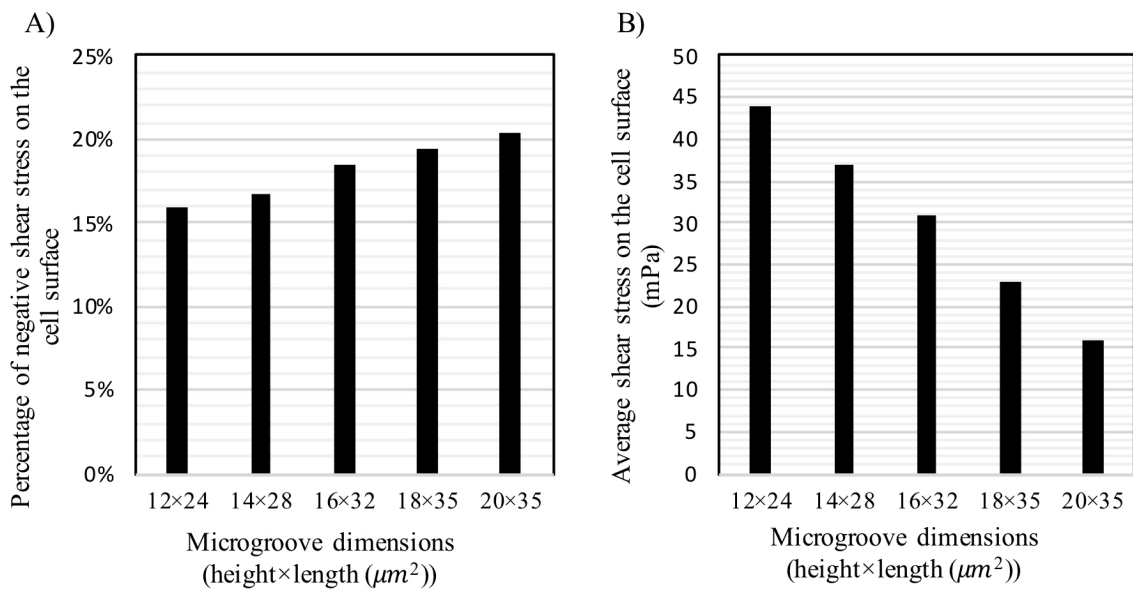 A)
Percentage of negative shear stress on the
cell surface
25%
20%
15%
10%
5%
0%
12×24 14×28 16×32 18×35 20×35
Microgroove dimensions
(height×length (μm²))
B)
Average shear stress on the cell surface
(mPa)
50
45
40
35
30
25
20
15
10
5
0
12×24 14×28 16×32 18×35 20×35
Microgroove dimensions
(height×length (μm²))